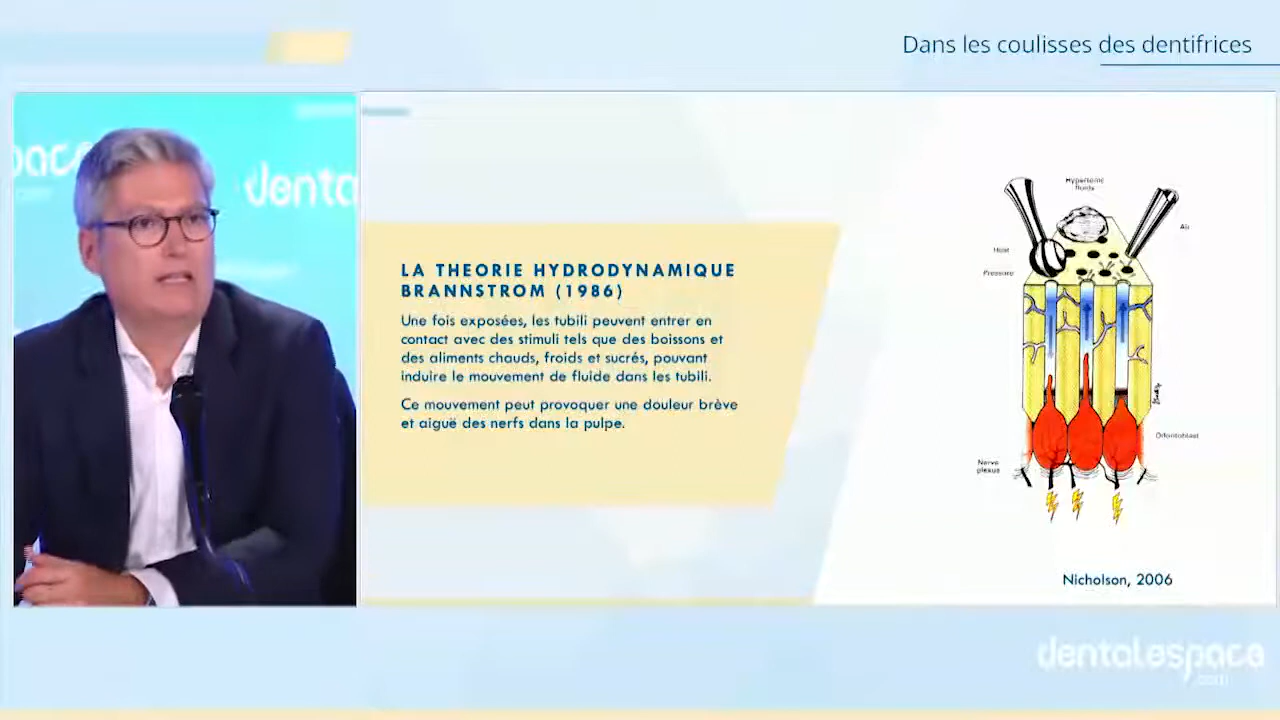 Dans les coulisses des dentifrices
pace
denta
LA THEORIE HYDRODYNAMIQUE
BRANNSTROM (1986)
Une fois exposées, les tubili peuvent entrer en
contact avec des stimuli tels que des boissons et
des aliments chauds, froids et sucrés, pouvant
induire le mouvement de fluide dans les tubili.
Ce mouvement peut provoquer une douleur brève
et aiguë des nerfs dans la pulpe.
Hypertonic
fluids
Air
Heat
Pressure
Odontoblast
Nerve
plexus
Nicholson, 2006
dentalespace
.com